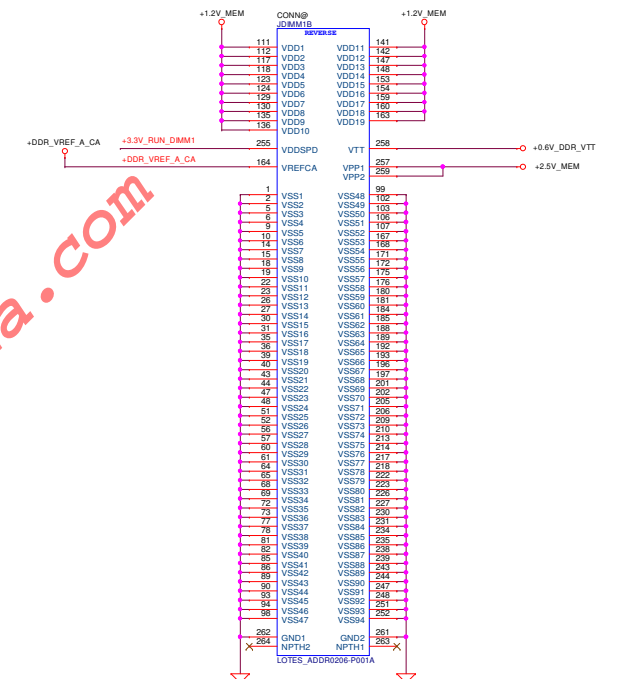 +1.2V_MEM CONN@ +1.2V_MEM
JDIMM1B
REVERSE
111 VDD1 VDD11 141
112 VDD2 VDD12 142
117 VDD3 VDD13 147
118 VDD4 VDD14 148
123 VDD5 VDD15 153
124 VDD6 VDD16 154
129 VDD7 VDD17 159
130 VDD8 VDD18 160
135 VDD9 VDD19 163
136 VDD10
+DDR_VREF_A_CA +3.3V_RUN_DIMM1 255 VDDSPD VTT 258 +0.6V_DDR_VTT
+DDR_VREF_A_CA 164 VREFCA VPP1 257 +2.5V_MEM
VPP2 259
1 VSS1 VSS48 99
2 VSS2 VSS49 102
5 VSS3 VSS50 103
6 VSS4 VSS51 106
9 VSS5 VSS52 107
10 VSS6 VSS53 167
14 VSS7 VSS54 168
15 VSS8 VSS55 171
18 VSS9 VSS56 172
19 VSS10 VSS57 175
22 VSS11 VSS58 176
23 VSS12 VSS59 180
26 VSS13 VSS60 181
27 VSS14 VSS61 184
30 VSS15 VSS62 185
31 VSS16 VSS63 188
35 VSS17 VSS64 189
36 VSS18 VSS65 192
39 VSS19 VSS66 193
40 VSS20 VSS67 196
43 VSS21 VSS68 197
44 VSS22 VSS69 201
47 VSS23 VSS70 202
48 VSS24 VSS71 205
51 VSS25 VSS72 206
52 VSS26 VSS73 209
56 VSS27 VSS74 210
57 VSS28 VSS75 213
60 VSS29 VSS76 214
61 VSS30 VSS77 217
64 VSS31 VSS78 218
65 VSS32 VSS79 222
68 VSS33 VSS80 223
69 VSS34 VSS81 226
72 VSS35 VSS82 227
73 VSS36 VSS83 230
77 VSS37 VSS84 231
78 VSS38 VSS85 234
81 VSS39 VSS86 235
82 VSS40 VSS87 238
85 VSS41 VSS88 239
86 VSS42 VSS89 243
89 VSS43 VSS90 244
90 VSS44 VSS91 247
93 VSS45 VSS92 248
94 VSS46 VSS93 251
98 VSS47 VSS94 252
262 GND1 GND2 261
264 NPTH2 NPTH1 263
LOTES_ADDR0206-P001A
a.com